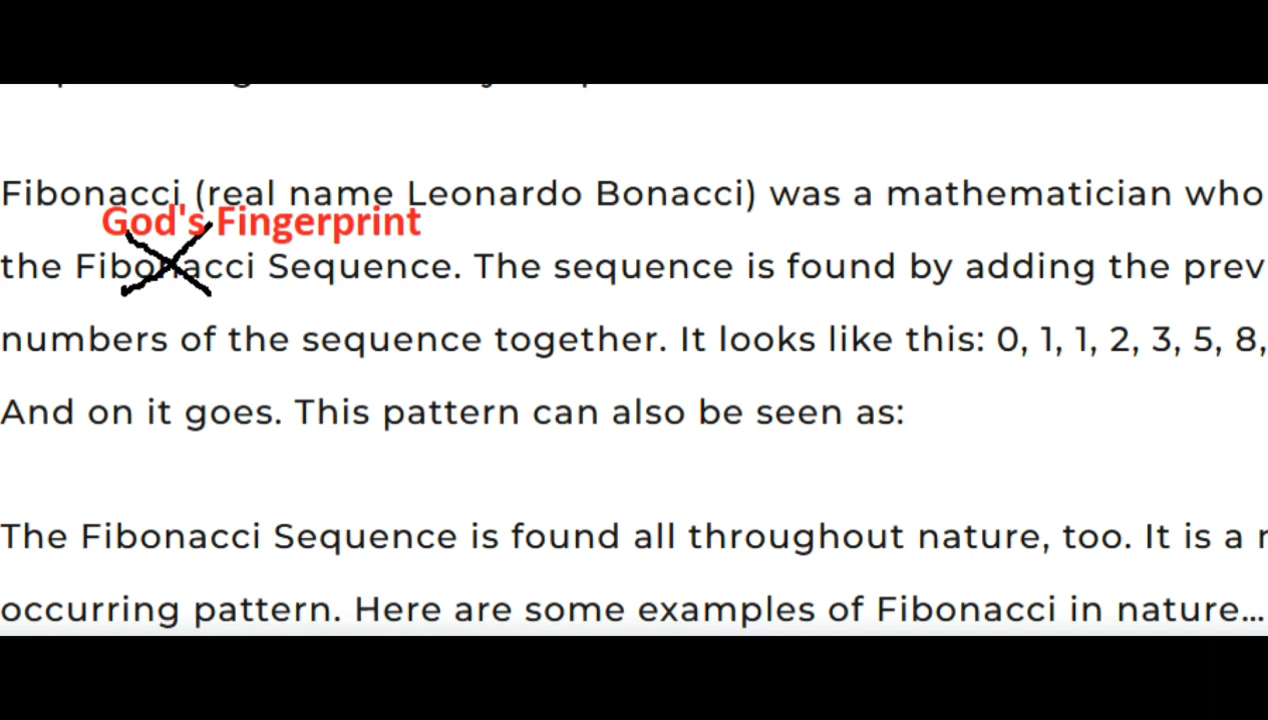 Fibonacci (real name Leonardo Bonacci) was a mathematician who
God's Fingerprint
the Fibonacci Sequence. The sequence is found by adding the prev
numbers of the sequence together. It looks like this: 0, 1, 1, 2, 3, 5, 8,
And on it goes. This pattern can also be seen as:
The Fibonacci Sequence is found all throughout nature, too. It is a
occurring pattern. Here are some examples of Fibonacci in nature...